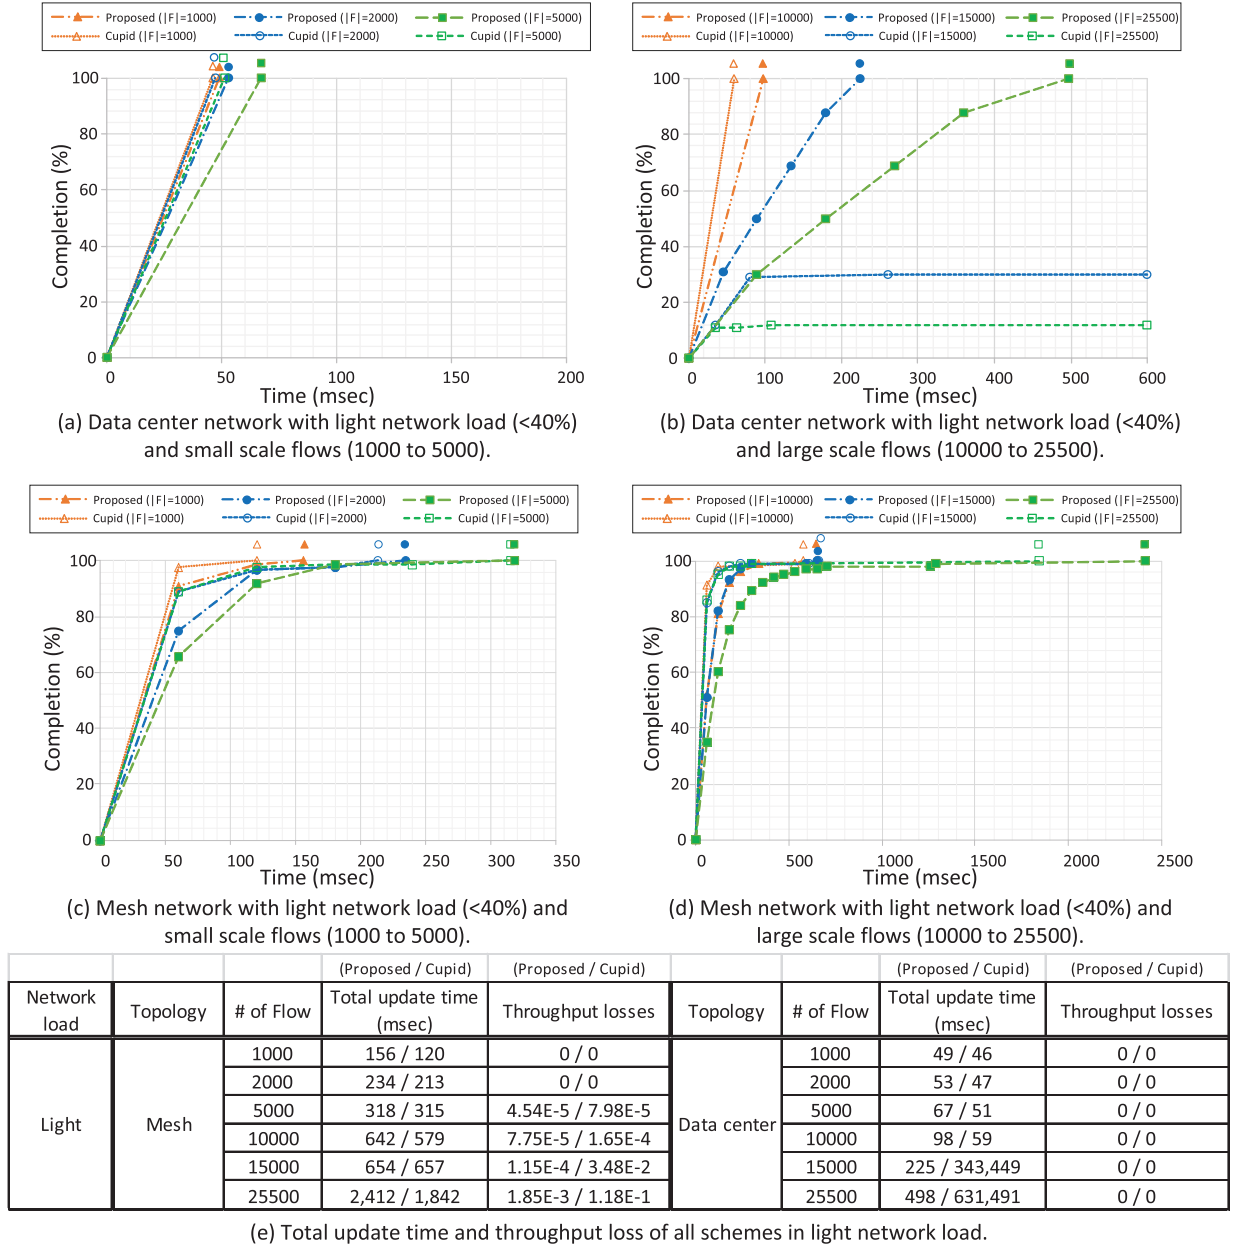 Proposed (|F|=1000) Proposed (|F|=2000) Proposed (|F|=5000)
Cupid (|F|=1000) Cupid (|F|=2000) Cupid (|F|=5000)
100
80
60
40
20
0
Completion (%)
0 50 100 150 200
Time (msec)
(a) Data center network with light network load (<40%)
and small scale flows (1000 to 5000).
Proposed (|F|=10000) Proposed (|F|=15000) Proposed (|F|=25500)
Cupid (|F|=10000) Cupid (|F|=15000) Cupid (|F|=25500)
100
80
60
40
20
0
Completion (%)
0 100 200 300 400 500 600
Time (msec)
(b) Data center network with light network load (<40%)
and large scale flows (10000 to 25500).
Proposed (|F|=1000) Proposed (|F|=2000) Proposed (|F|=5000)
Cupid (|F|=1000) Cupid (|F|=2000) Cupid (|F|=5000)
100
80
60
40
20
0
Completion (%)
0 50 100 150 200 250 300 350
Time (msec)
(c) Mesh network with light network load (<40%) and
small scale flows (1000 to 5000).
Proposed (|F|=10000) Proposed (|F|=15000) Proposed (|F|=25500)
Cupid (|F|=10000) Cupid (|F|=15000) Cupid (|F|=25500)
100
80
60
40
20
0
Completion (%)
0 500 1000 1500 2000 2500
Time (msec)
(d) Mesh network with light network load (<40%) and
large scale flows (10000 to 25500).
(Proposed / Cupid) (Proposed / Cupid) (Proposed / Cupid) (Proposed / Cupid)
Network load Topology # of Flow Total update time (msec) Throughput losses Topology # of Flow Total update time (msec) Throughput losses
Light Mesh Data center
1000 156 / 120 0 / 0 1000 49 / 46 0 / 0
2000 234 / 213 0 / 0 2000 53 / 47 0 / 0
5000 318 / 315 4.54E-5 / 7.98E-5 5000 67 / 51 0 / 0
10000 642 / 579 7.75E-5 / 1.65E-4 10000 98 / 59 0 / 0
15000 654 / 657 1.15E-4 / 3.48E-2 15000 225 / 343,449 0 / 0
25500 2,412 / 1,842 1.85E-3 / 1.18E-1 25500 498 / 631,491 0 / 0
(e) Total update time and throughput loss of all schemes in light network load.